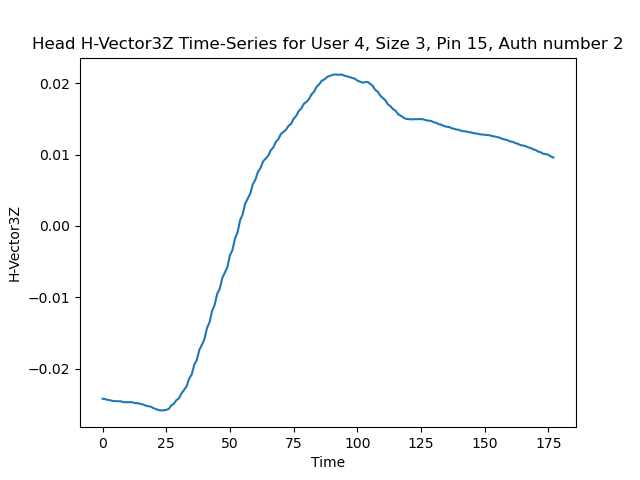 Head H-Vector3Z Time-Series for User 4, Size 3, Pin 15, Auth number 2
H-Vector3Z
0.02
0.01
0.00
−0.01
−0.02
0 25 50 75 100 125 150 175
Time